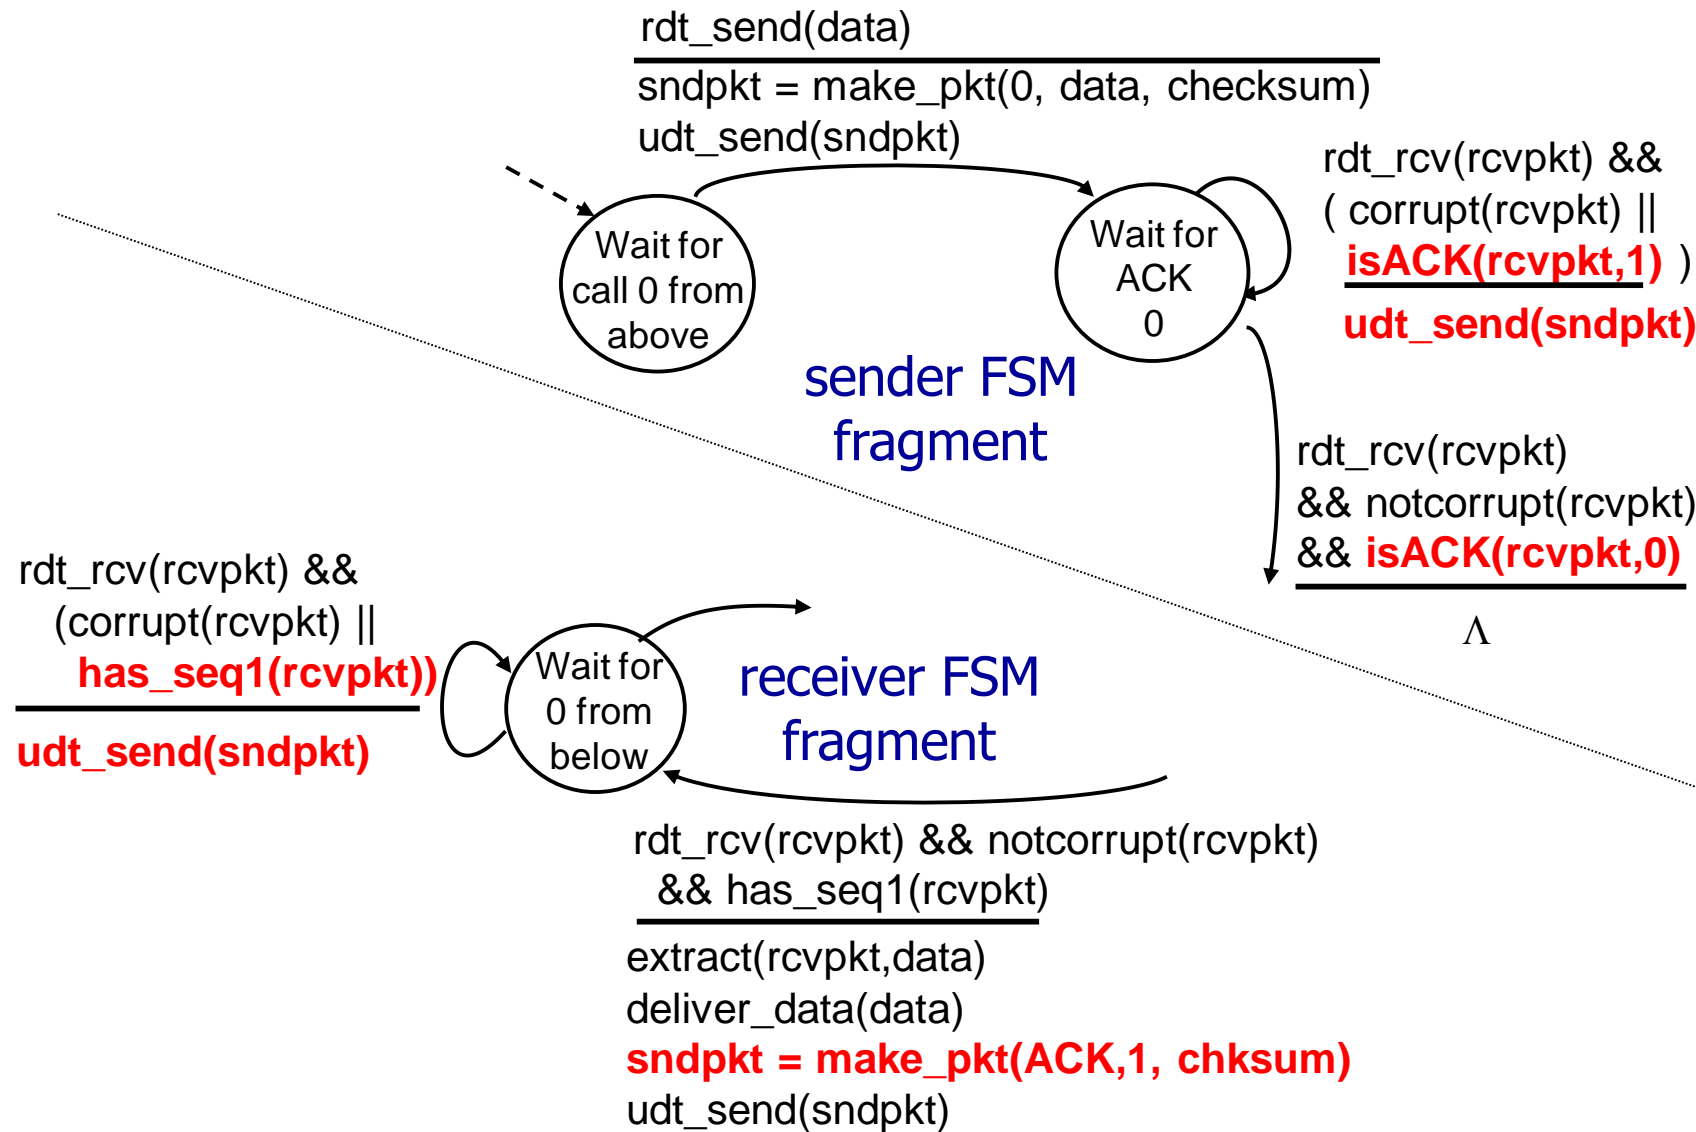 rdt_send(data)
sndpkt = make_pkt(0, data, checksum)
udt_send(sndpkt)
Wait for
call 0 from
above
Wait for
ACK
0
rdt_rcv(rcvpkt) &&
( corrupt(rcvpkt) ||
isACK(rcvpkt,1) )
udt_send(sndpkt)
sender FSM
fragment
rdt_rcv(rcvpkt)
&& notcorrupt(rcvpkt)
&& isACK(rcvpkt,0)
Λ
rdt_rcv(rcvpkt) &&
(corrupt(rcvpkt) ||
has_seq1(rcvpkt))
udt_send(sndpkt)
Wait for
0 from
below
receiver FSM
fragment
rdt_rcv(rcvpkt) && notcorrupt(rcvpkt)
&& has_seq1(rcvpkt)
extract(rcvpkt,data)
deliver_data(data)
sndpkt = make_pkt(ACK,1, chksum)
udt_send(sndpkt)